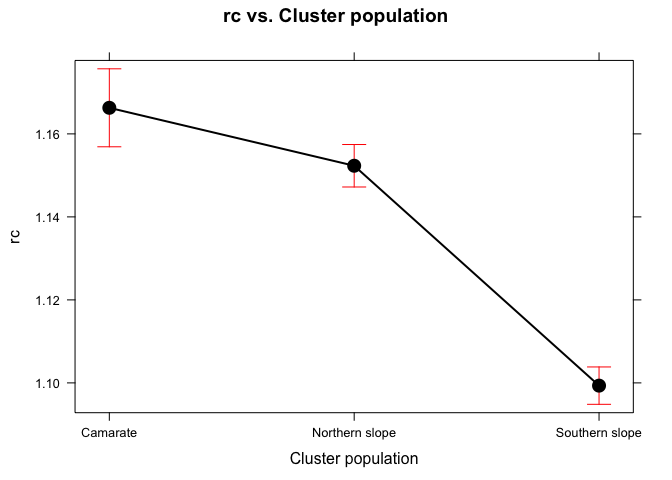 rc vs. Cluster population
1.16
1.14
1.12
1.10
rc
Camarate Northern slope Southern slope
Cluster population